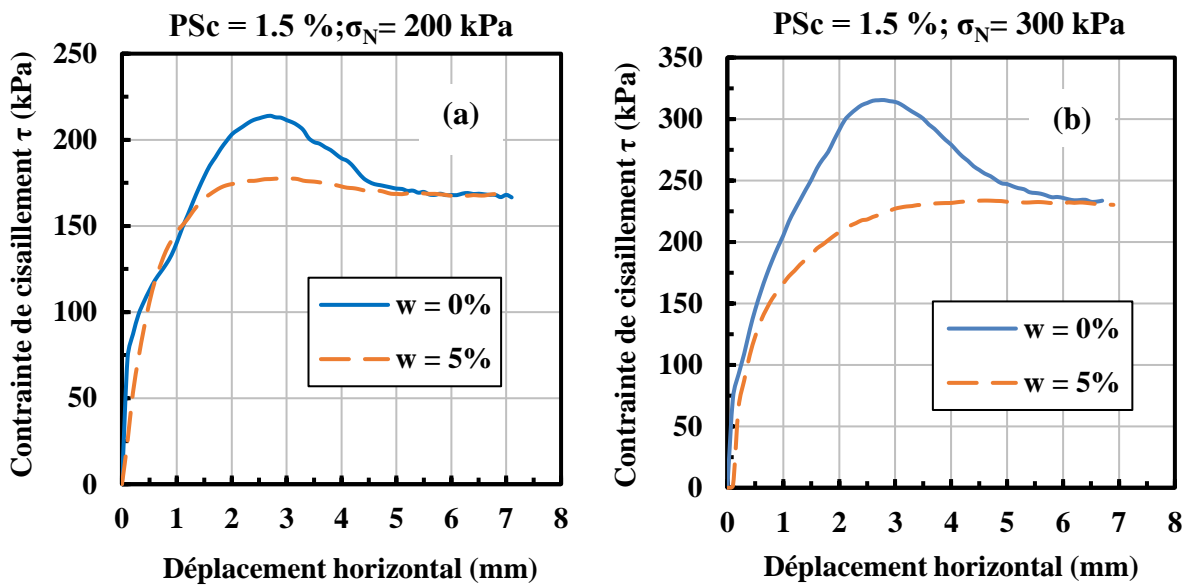 PSc = 1.5 %;σN= 200 kPa
Contrainte de cisaillement τ (kPa)
250
200
150
100
50
0
(a)
w = 0%
w = 5%
0 1 2 3 4 5 6 7 8
Déplacement horizontal (mm)
PSc = 1.5 %; σN= 300 kPa
Contrainte de cisaillement τ (kPa)
350
300
250
200
150
100
50
0
(b)
w = 0%
w = 5%
0 1 2 3 4 5 6 7 8
Déplacement horizontal (mm)